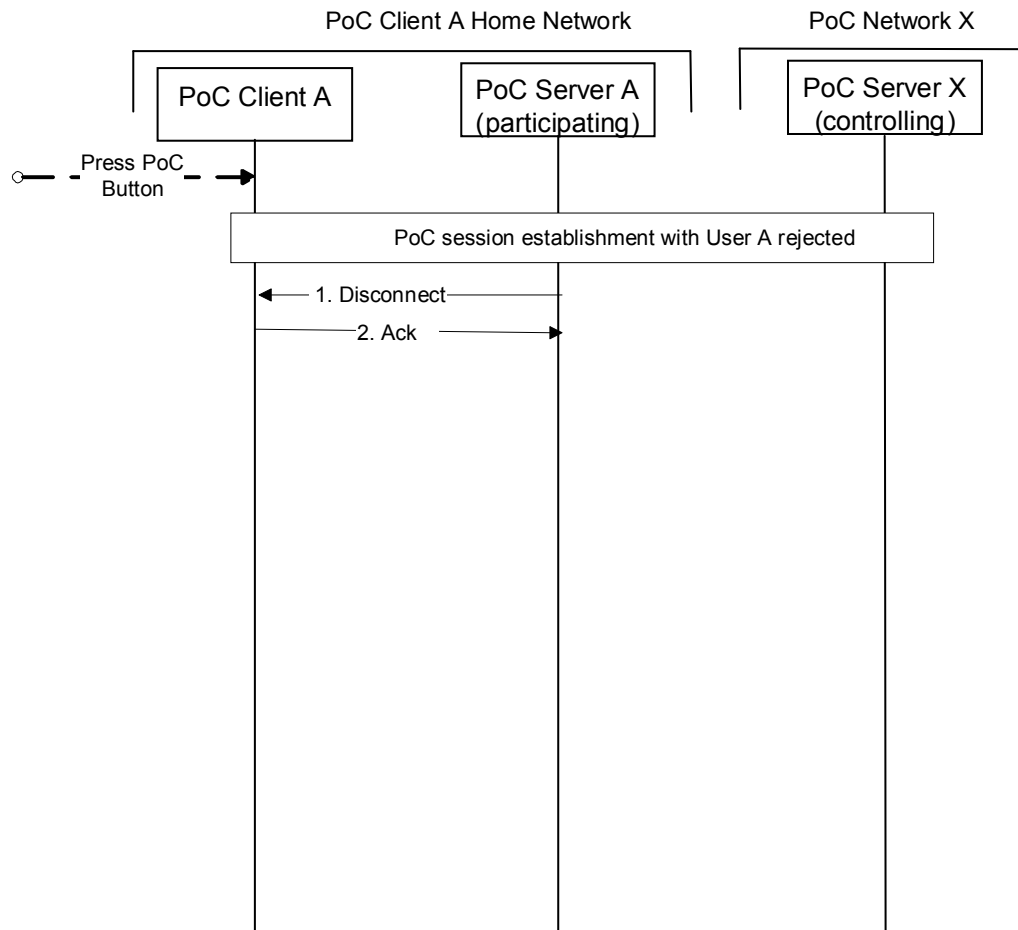 PoC Client A Home Network
PoC Network X
PoC Client A
PoC Server A
(participating)
PoC Server X
(controlling)
Press PoC
Button
PoC session establishment with User A rejected
1. Disconnect
2. Ack